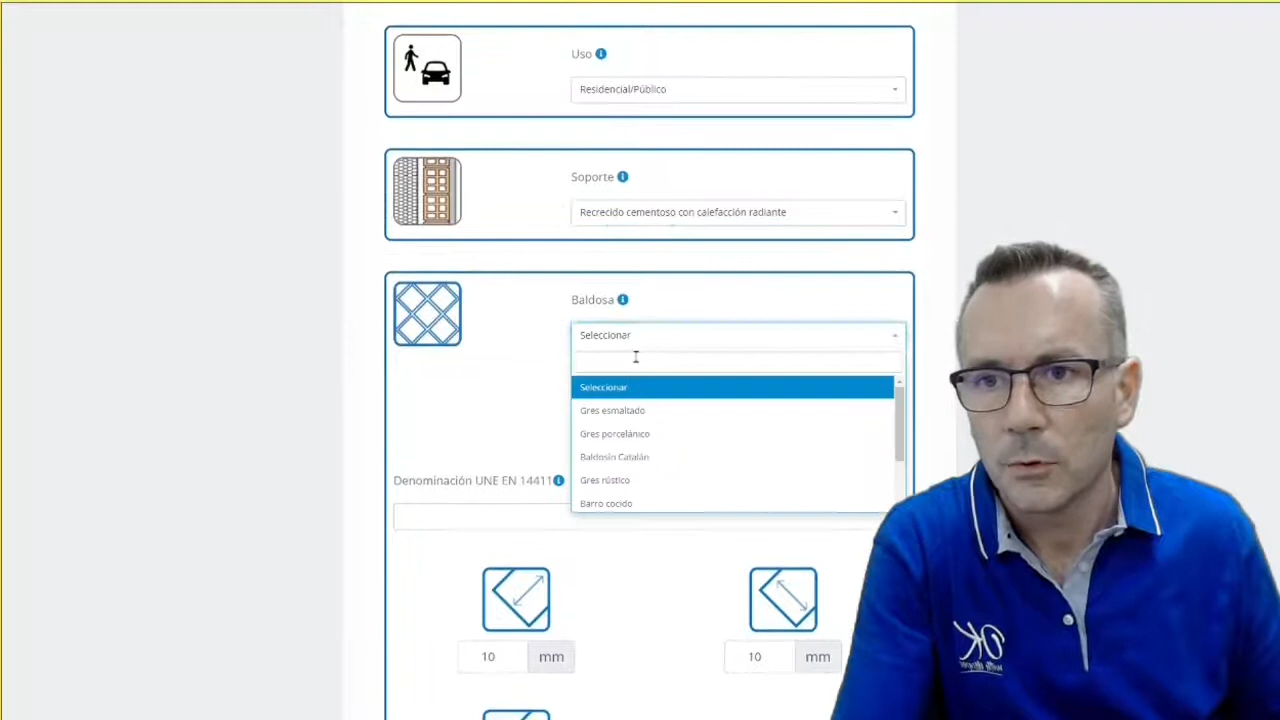 Uso
Residencial/Público
Soporte
Recrecido cementoso con calefacción radiante
Baldosa
Seleccionar
Seleccionar
Gres esmaltado
Gres porcelánico
Baldosín Catalán
Gres rústico
Barro cocido
Denominación UNE EN 14411
10 mm
10 mm
OK